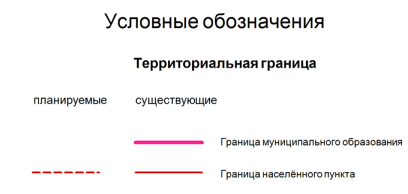 Условные обозначения
Территориальная граница
планируемые существующие
Граница муниципального образования
Граница населённого пункта